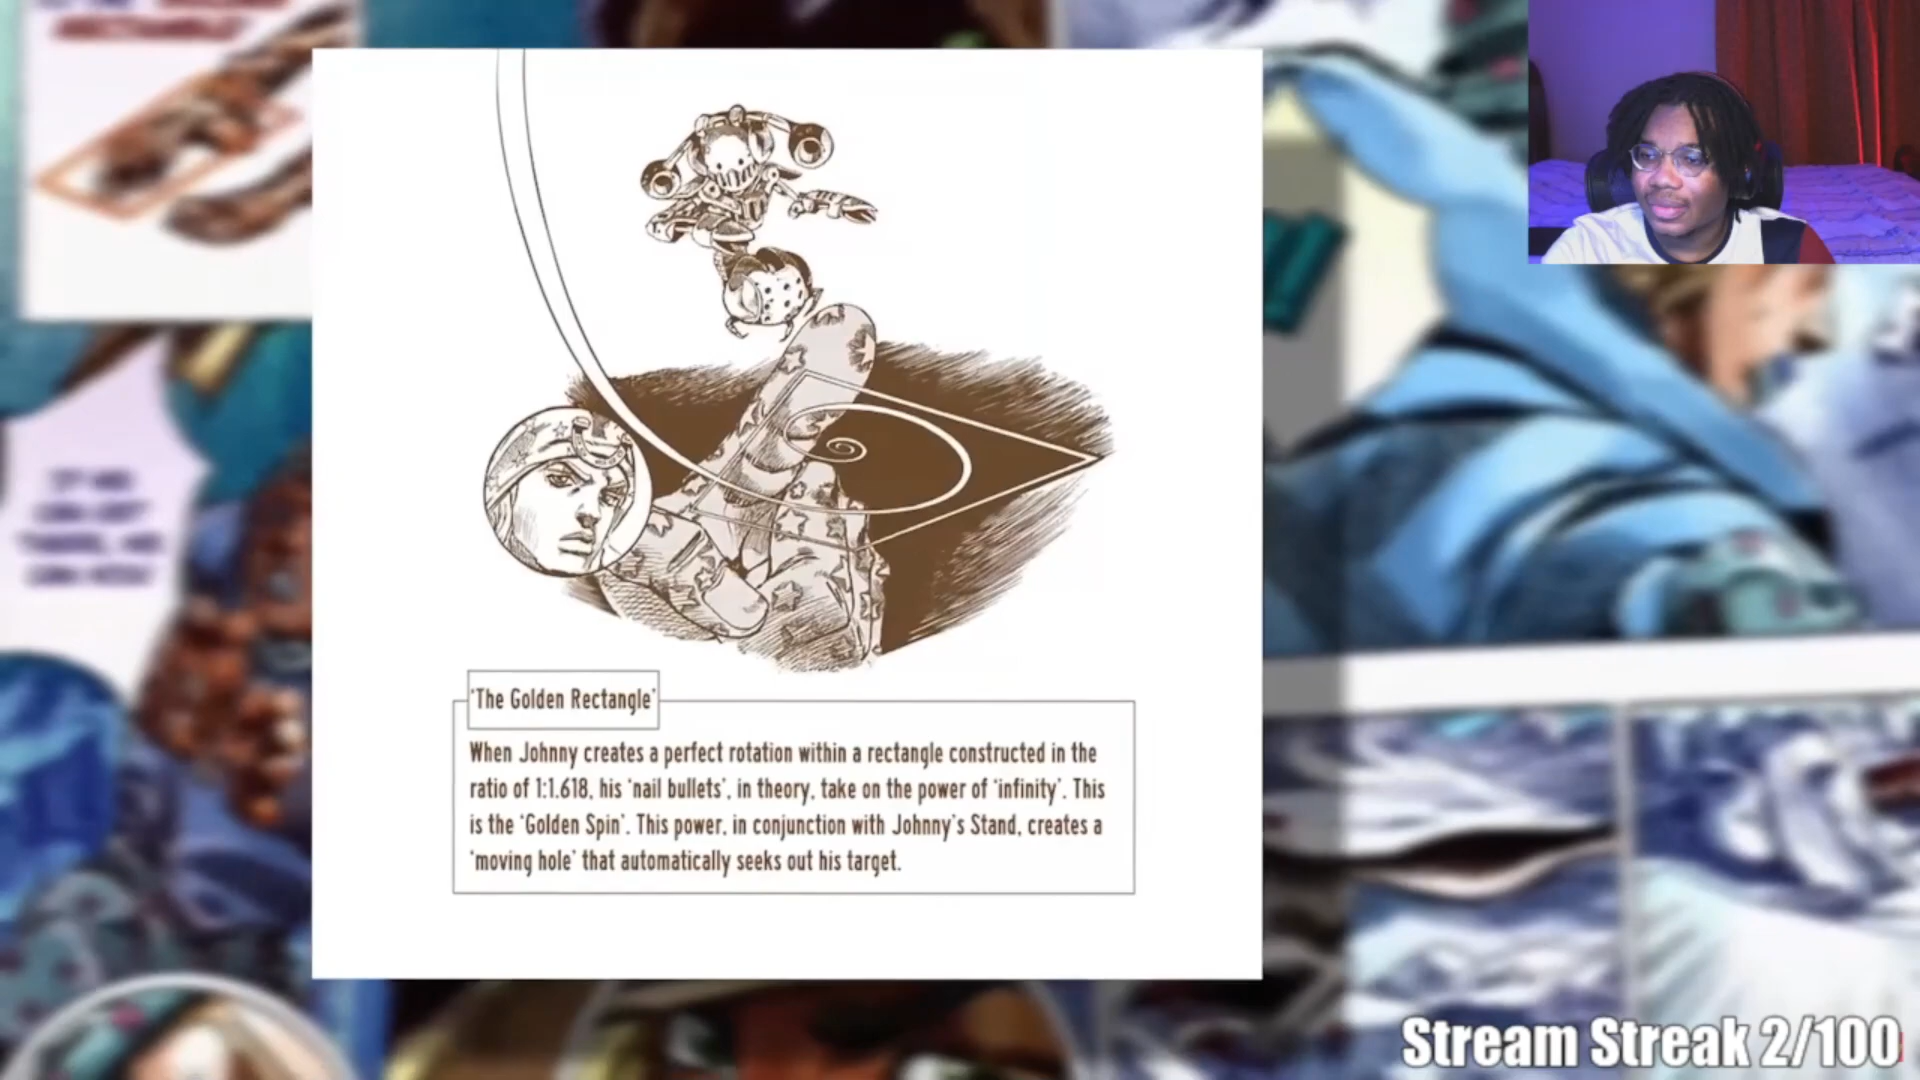 'The Golden Rectangle'
When Johnny creates a perfect rotation within a rectangle constructed in the
ratio of 1:1.618, his 'nail bullets', in theory, take on the power of 'infinity'. This
is the 'Golden Spin'. This power, in conjunction with Johnny's Stand, creates a
'moving hole' that automatically seeks out his target.
Stream Streak 2/100